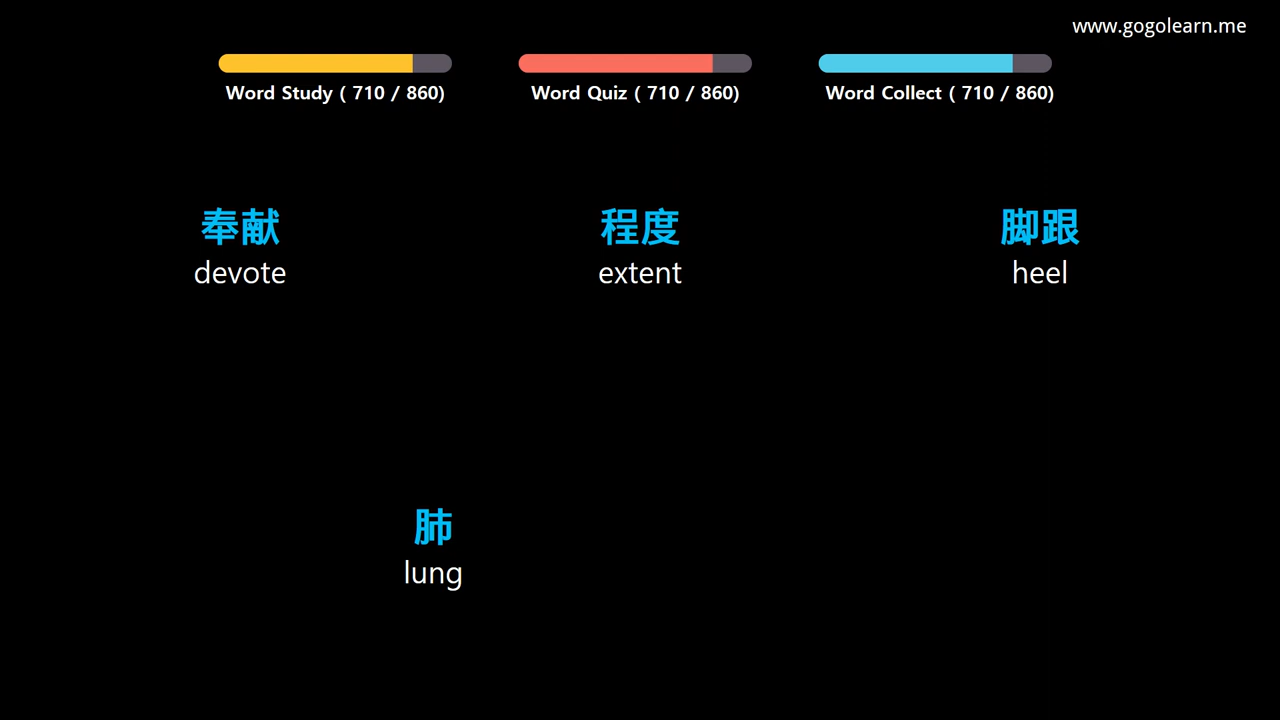 www.gogolearn.me
Word Study ( 710 / 860)
Word Quiz ( 710 / 860)
Word Collect ( 710 / 860)
奉献
devote
程度
extent
脚跟
heel
肺
lung